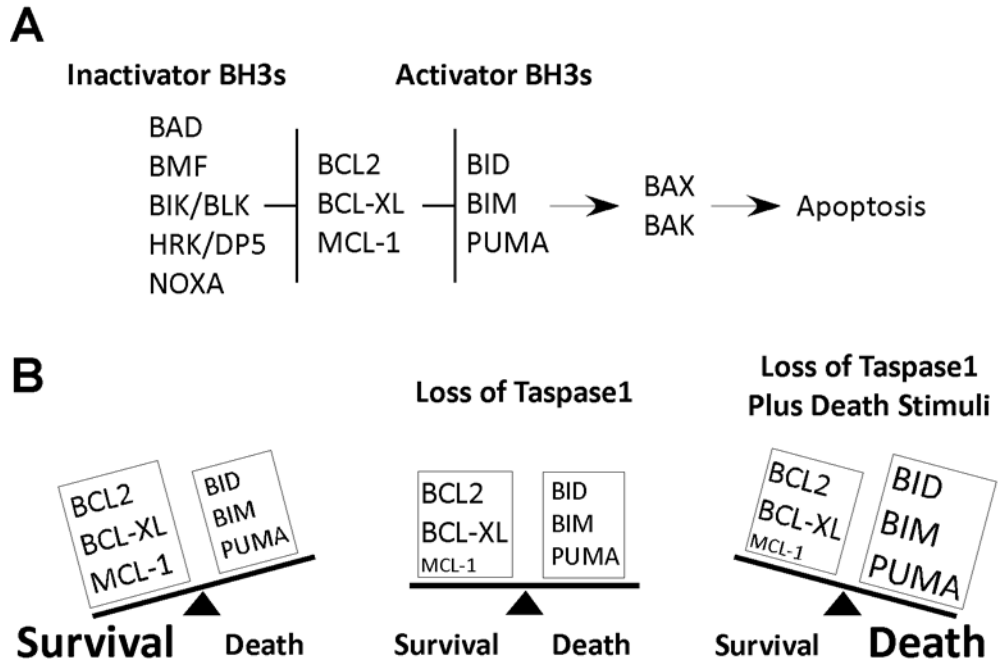 A
Inactivator BH3s
Activator BH3s
BAD
BMF
BIK/BLK
HRK/DP5
NOXA
BCL2
BCL-XL
MCL-1
BID
BIM
PUMA
BAX
BAK
Apoptosis
B
BCL2
BCL-XL
MCL-1
BID
BIM
PUMA
Survival
Death
Loss of Taspase1
BCL2
BCL-XL
MCL-1
BID
BIM
PUMA
Survival
Death
Loss of Taspase1
Plus Death Stimuli
BCL2
BCL-XL
MCL-1
BID
BIM
PUMA
Survival
Death